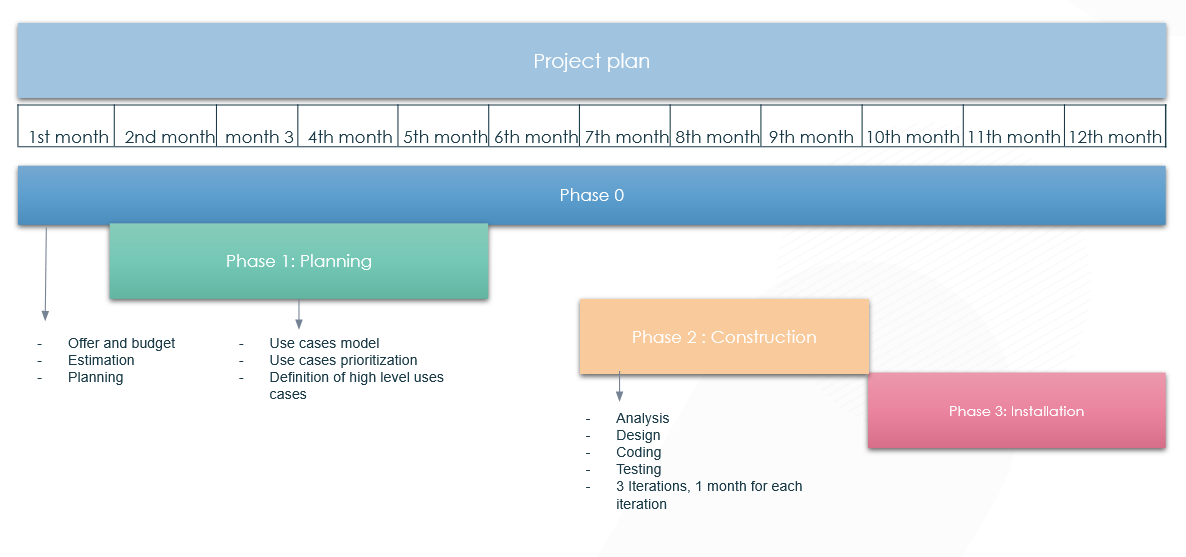 Project plan
1st month 2nd month month 3 4th month 5th month 6th month 7th month 8th month 9th month 10th month 11th month 12th month
Phase 0
Phase 1: Planning
- Offer and budget
- Estimation
- Planning
- Use cases model
- Use cases prioritization
- Definition of high level uses
cases
Phase 2 : Construction
- Analysis
- Design
- Coding
- Testing
- 3 Iterations, 1 month for each
iteration
Phase 3: Installation